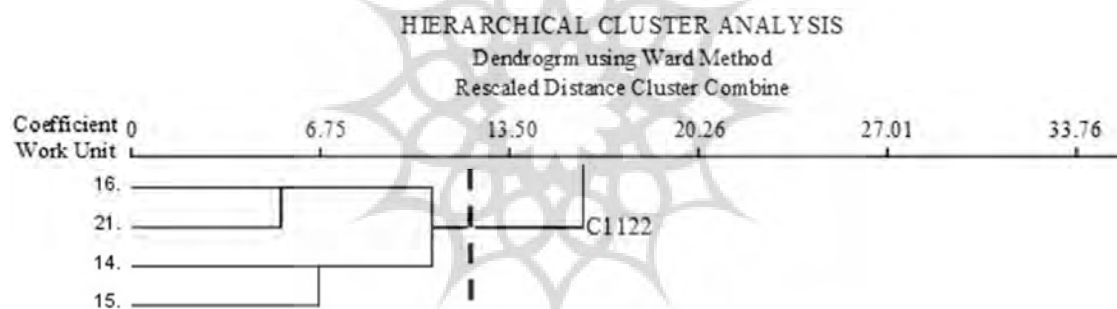 HIERARCHICAL CLUSTER ANALYSIS
Dendrogrm using Ward Method
Rescaled Distance Cluster Combine
Coefficient 0 6.75 13.50 20.26 27.01 33.76
Work Unit
16.
21.
C1122
14.
15.